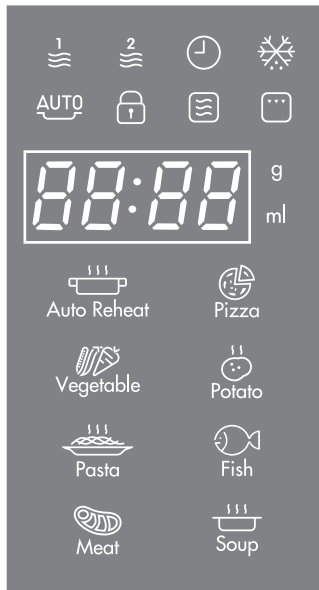 1 2
AUTO
88:88
g
ml
Auto Reheat Pizza
Vegetable Potato
Pasta Fish
Meat Soup